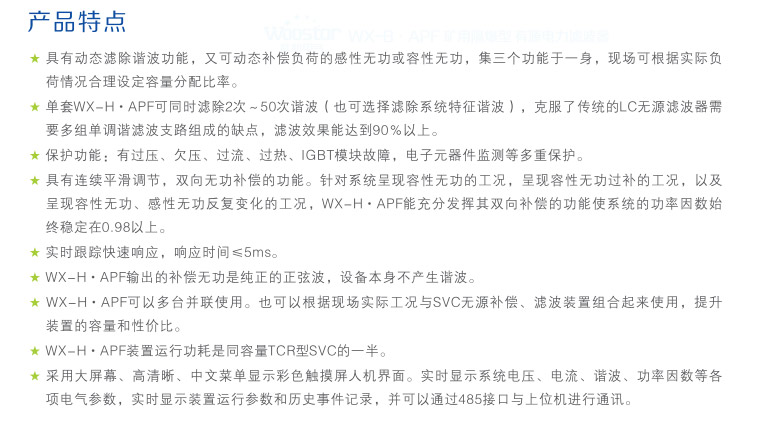 产品特点
★ 具有动态滤除谐波功能，又可动态补偿负荷的感性无功或容性无功，集三个功能于一身，现场可根据实际负
荷情况合理设定容量分配比率。
★ 单套WX-H·APF可同时滤除2次～50次谐波（也可选择滤除系统特征谐波），克服了传统的LC无源滤波器需
要多组单调谐滤波支路组成的缺点，滤波效果能达到90%以上。
★ 保护功能：有过压、欠压、过流、过热、IGBT模块故障，电子元器件监测等多重保护。
★ 具有连续平滑调节，双向无功补偿的功能。针对系统呈现容性无功的工况，呈现容性无功过补的工况，以及
呈现容性无功、感性无功反复变化的工况，WX-H·APF能充分发挥其双向补偿的功能使系统的功率因数始
终稳定在0.98以上。
★ 实时跟踪快速响应，响应时间≤5ms。
★ WX-H·APF输出的补偿无功是纯正的正弦波，设备本身不产生谐波。
★ WX-H·APF可以多台并联使用。也可以根据现场实际工况与SVC无源补偿、滤波装置组合起来使用，提升
装置的容量和性价比。
★ WX-H·APF装置运行功耗是同容量TCR型SVC的一半。
★ 采用大屏幕、高清晰、中文菜单显示彩色触摸屏人机界面。实时显示系统电压、电流、谐波、功率因数等各
项电气参数，实时显示装置运行参数和历史事件记录，并可以通过485接口与上位机进行通讯。